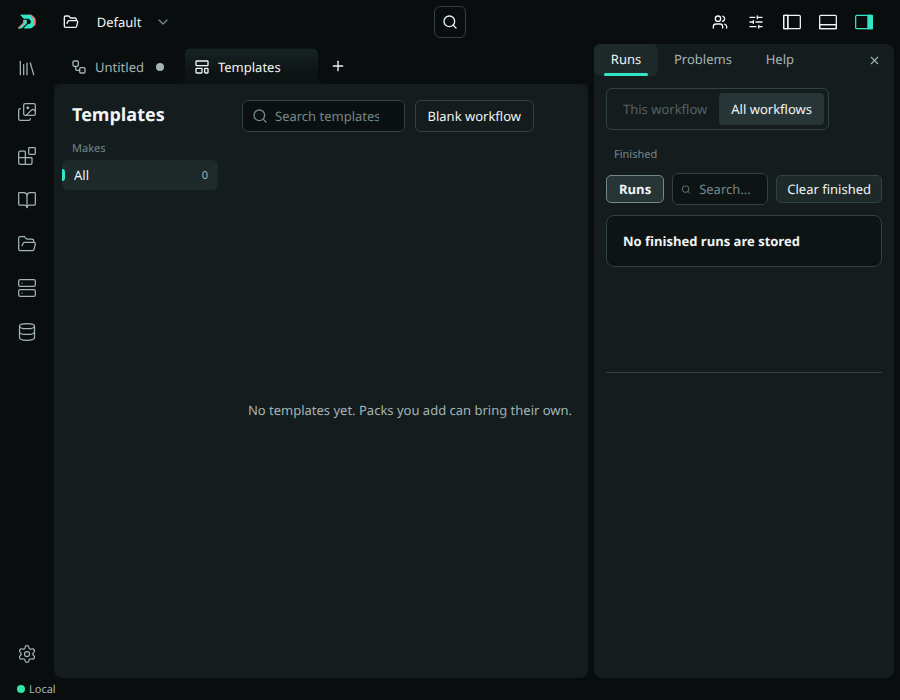 Default
Untitled
Templates
Templates
Search templates
Blank workflow
Makes
All
0
No templates yet. Packs you add can bring their own.
Runs
Problems
Help
This workflow
All workflows
Finished
Runs
Search...
Clear finished
No finished runs are stored
Local